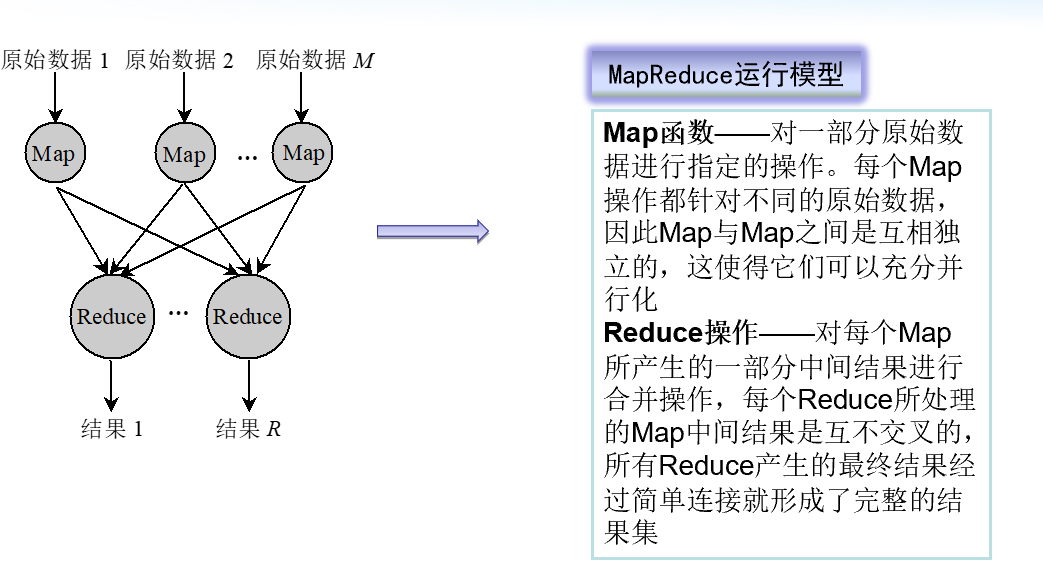 原始数据 1 原始数据 2 原始数据 M
Map Map ... Map
Reduce ... Reduce
结果 1 结果 R
MapReduce运行模型
Map函数——对一部分原始数
据进行指定的操作。每个Map
操作都针对不同的原始数据，
因此Map与Map之间是互相独
立的，这使得它们可以充分并
行化
Reduce操作——对每个Map
所产生的一部分中间结果进行
合并操作，每个Reduce所处理
的Map中间结果是互不交叉的，
所有Reduce产生的最终结果经
过简单连接就形成了完整的结
果集